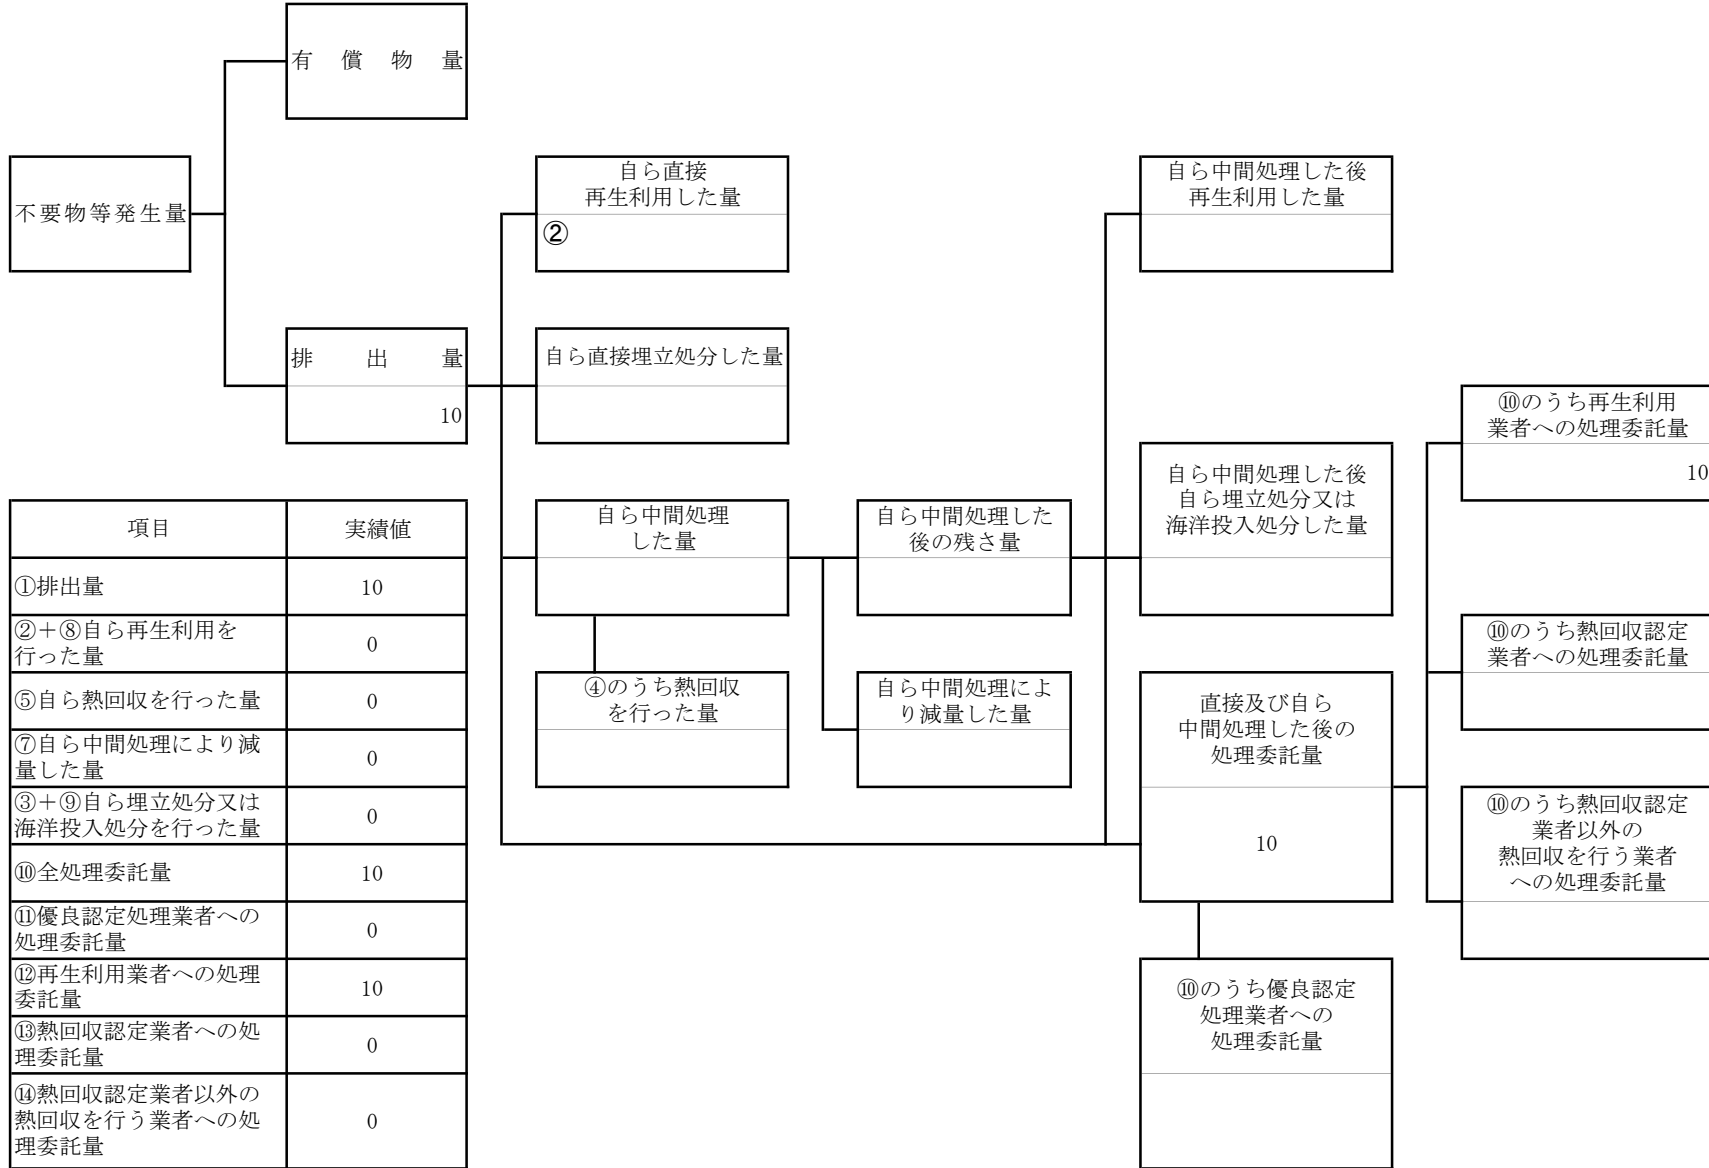 有償物量
不要物等発生量
自ら直接
再生利用した量
②
自ら中間処理した後
再生利用した量
排出量
10
自ら直接埋立処分した量
⑩のうち再生利用
業者への処理委託量
10
自ら中間処理
した量
自ら中間処理した
後の残さ量
自ら中間処理した後
自ら埋立処分又は
海洋投入処分した量
④のうち熱回収
を行った量
自ら中間処理によ
り減量した量
直接及び自ら
中間処理した後の
処理委託量
10
⑩のうち熱回収認定
業者への処理委託量
⑩のうち熱回収認定
業者以外の
熱回収を行う業者
への処理委託量
⑩のうち優良認定
処理業者への
処理委託量
項目 実績値
①排出量 10
②+⑧自ら再生利用を
行った量 0
⑤自ら熱回収を行った量 0
⑦自ら中間処理により減
量した量 0
③+⑨自ら埋立処分又は
海洋投入処分を行った量 0
⑩全処理委託量 10
⑪優良認定処理業者への
処理委託量 0
⑫再生利用業者への処理
委託量 10
⑬熱回収認定業者への処
理委託量 0
⑭熱回収認定業者以外の
熱回収を行う業者への処
理委託量 0